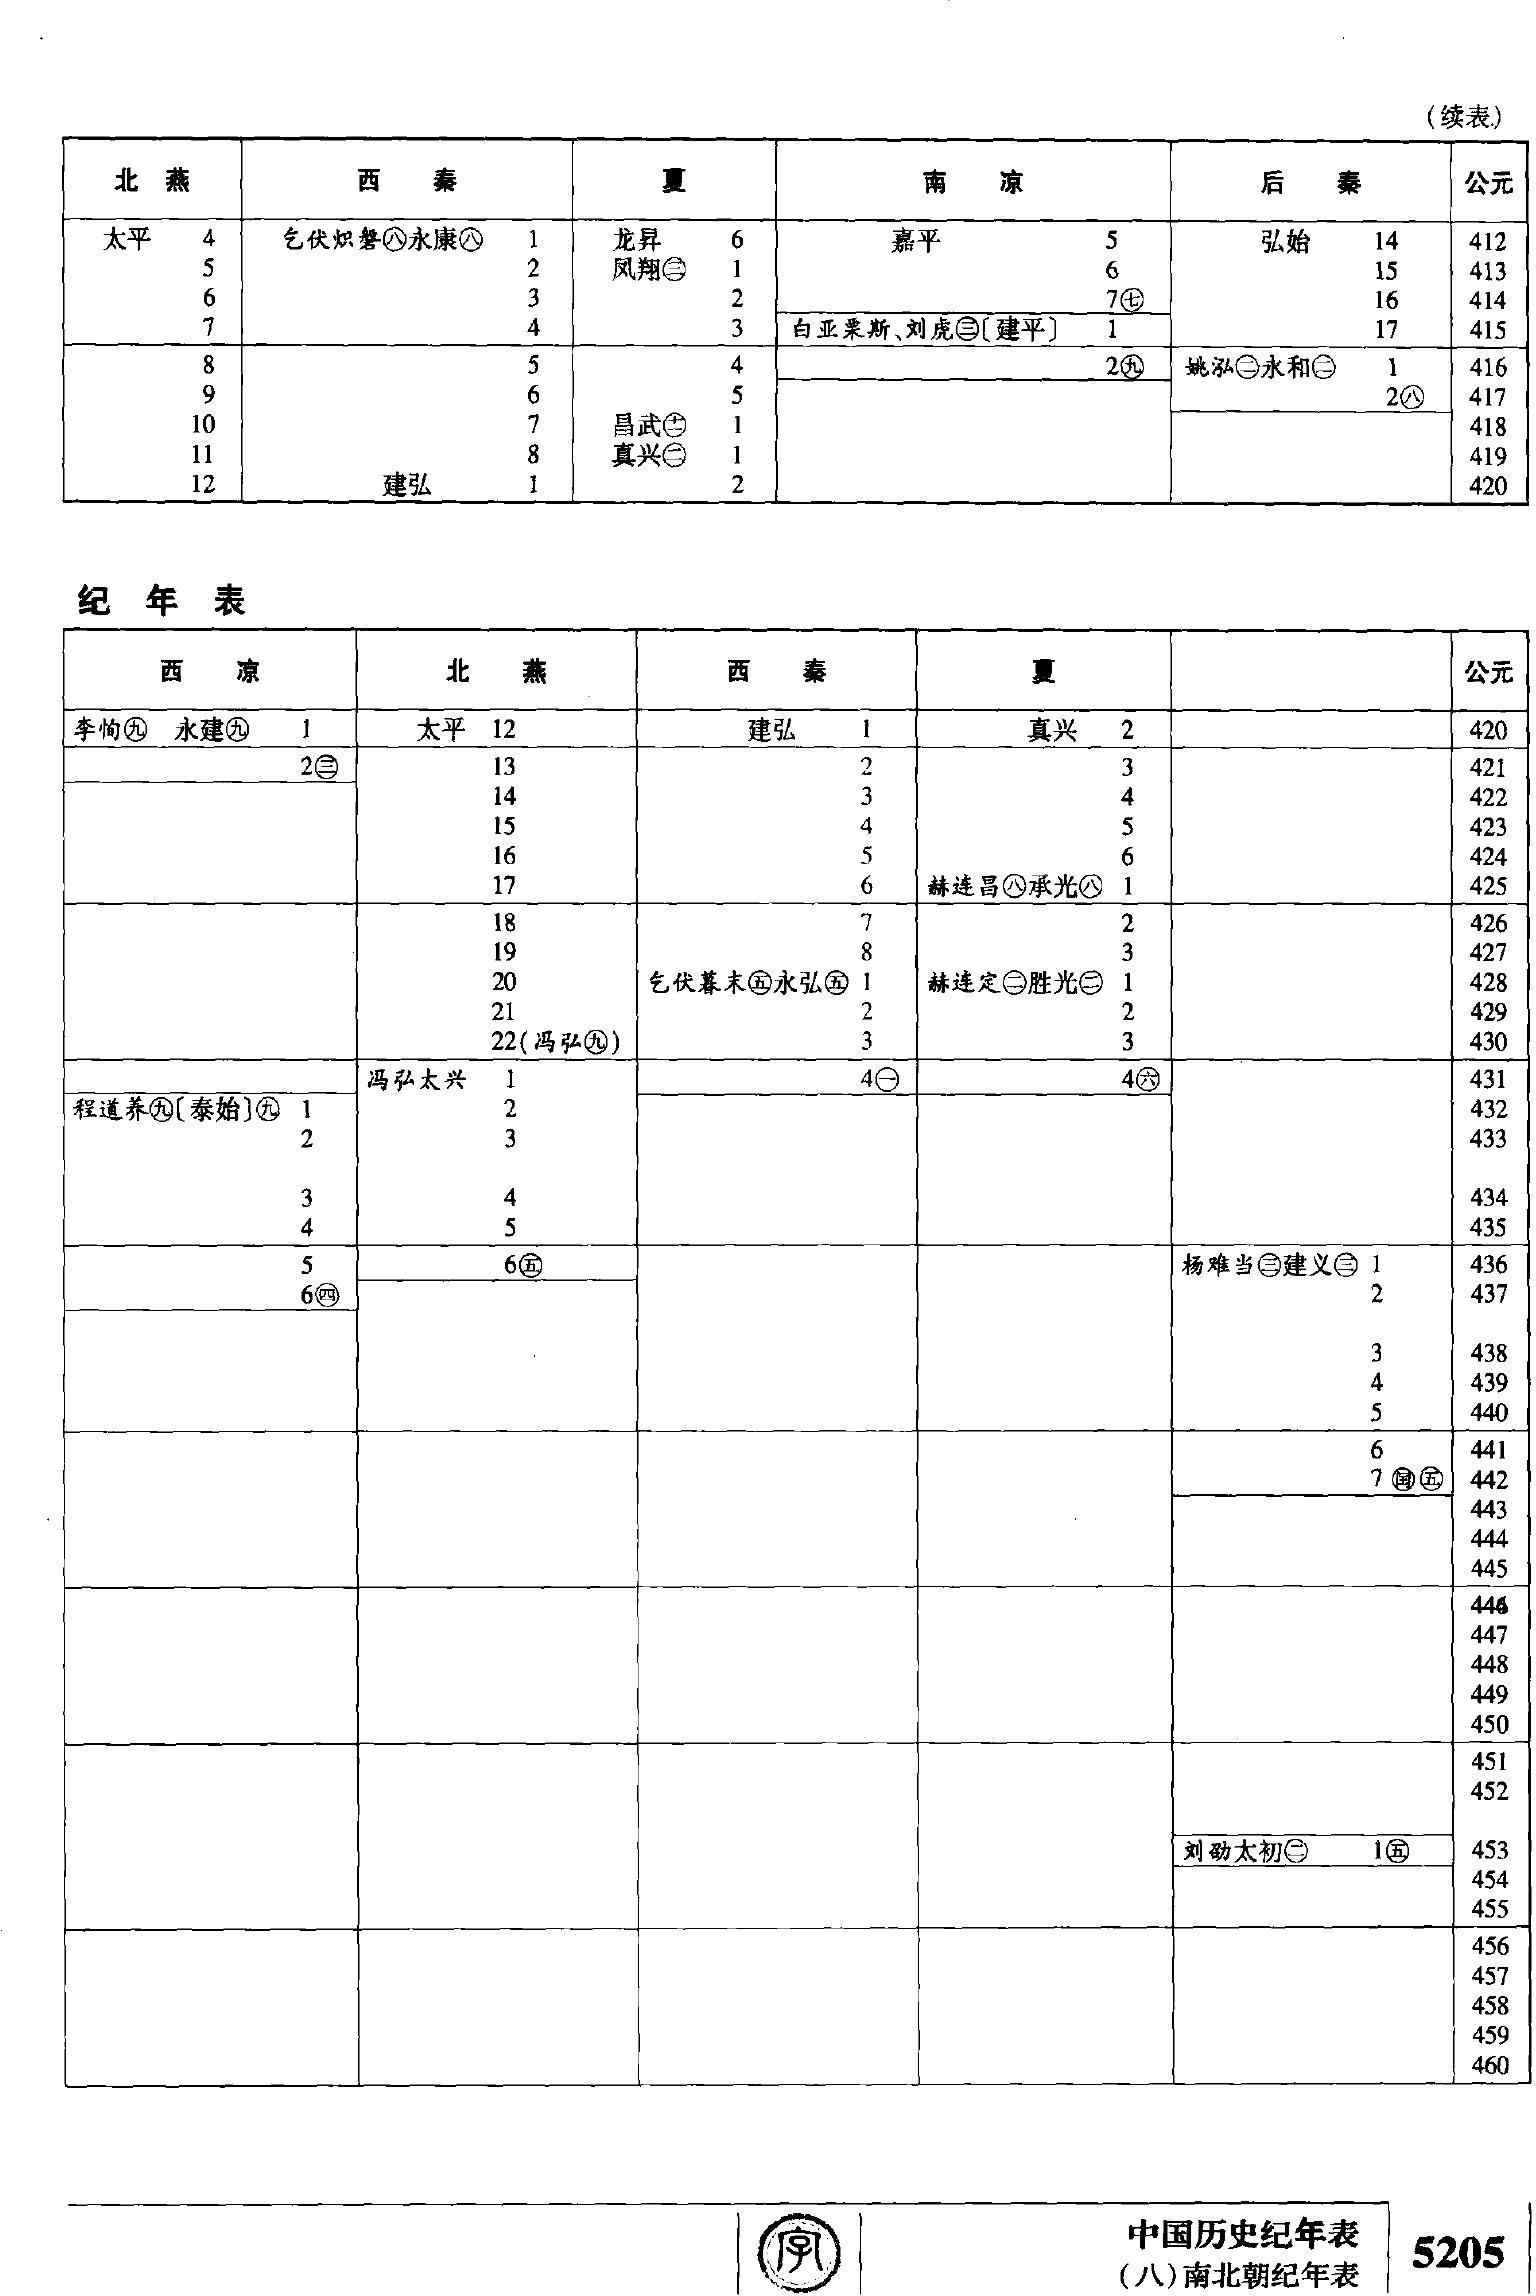 (续表)
北 燕 西 秦 夏 南 凉 后 秦 公元
太平 4 乞伏炽磐㊇永康㊇ 1 龙昇 6 嘉平 5 弘始 14 412
5 2 凤翔㊂ 1 6 15 413
6 3 2 7㊆ 16 414
7 4 3 白亚栗斯、刘虎㊂〔建平〕 1 17 415
8 5 4 2㊈ 姚泓㊁永和㊁ 1 416
9 6 5 2㊇ 417
10 7 昌武 1 418
11 8 真兴㊁ 1 419
12 建弘 1 2 420
纪 年 表
西 凉 北 燕 西 秦 夏 公元
李恂㊈ 永建㊈ 1 太平 12 建弘 1 真兴 2 420
2㊂ 13 2 3 421
14 3 4 422
15 4 5 423
16 5 6 424
17 6 赫连昌㊇承光㊇ 1 425
18 7 2 426
19 8 3 427
20 乞伏暮末㊄永弘㊄ 1 赫连定㊁胜光㊁ 1 428
21 2 2 429
22(冯弘㊈) 3 3 430
冯弘太兴 1 4㊀ 4㊅ 431
程道养㊈〔泰始〕㊈ 1 2 432
2 3 433
3 4 434
4 5 435
5 6㊄ 杨难当㊂建义㊂ 1 436
6㊃ 2 437
3 438
4 439
5 440
6 441
7 ㊄ 442
443
444
445
446
447
448
449
450
451
452
刘劭太初㊁ 1㊄ 453
454
455
456
457
458
459
460
字
中国历史纪年表
(八)南北朝纪年表
5205